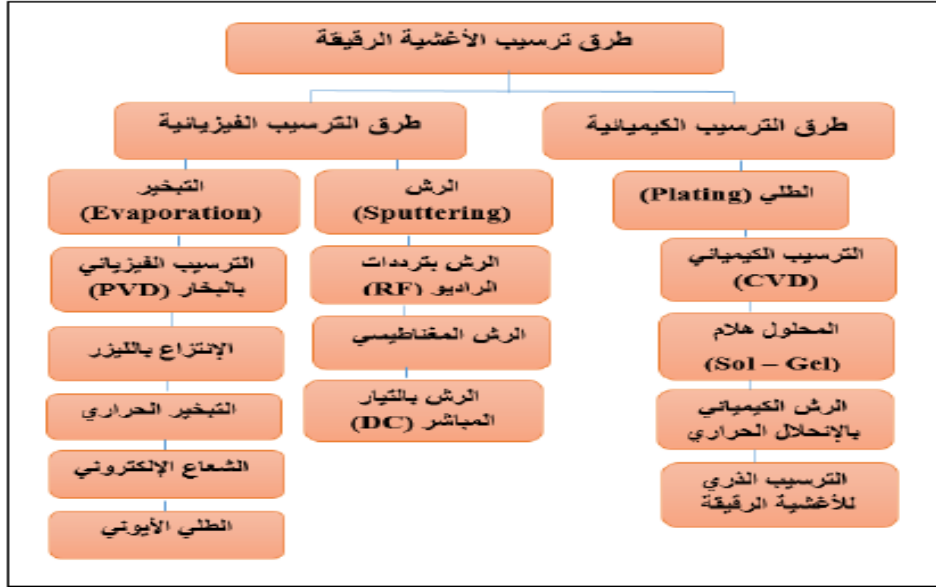 طرق ترسيب الأغشية الرقيقة
طرق الترسيب الكيميائية
الطلي (Plating)
الترسيب الكيميائي
(CVD)
المحلول هلام
(Sol – Gel)
الرش الكيميائي
بالإنحلال الحراري
الترسيب الذري
للأغشية الرقيقة
طرق الترسيب الفيزيائية
الرش
(Sputtering)
الرش بترددات
الراديو (RF)
الرش المغناطيسي
الرش بالتيار
المباشر (DC)
التبخير
(Evaporation)
الترسيب الفيزيائي
بالبخار (PVD)
الإنتزاع بالليزر
التبخير الحراري
الشعاع الإلكتروني
الطلي الأيوني